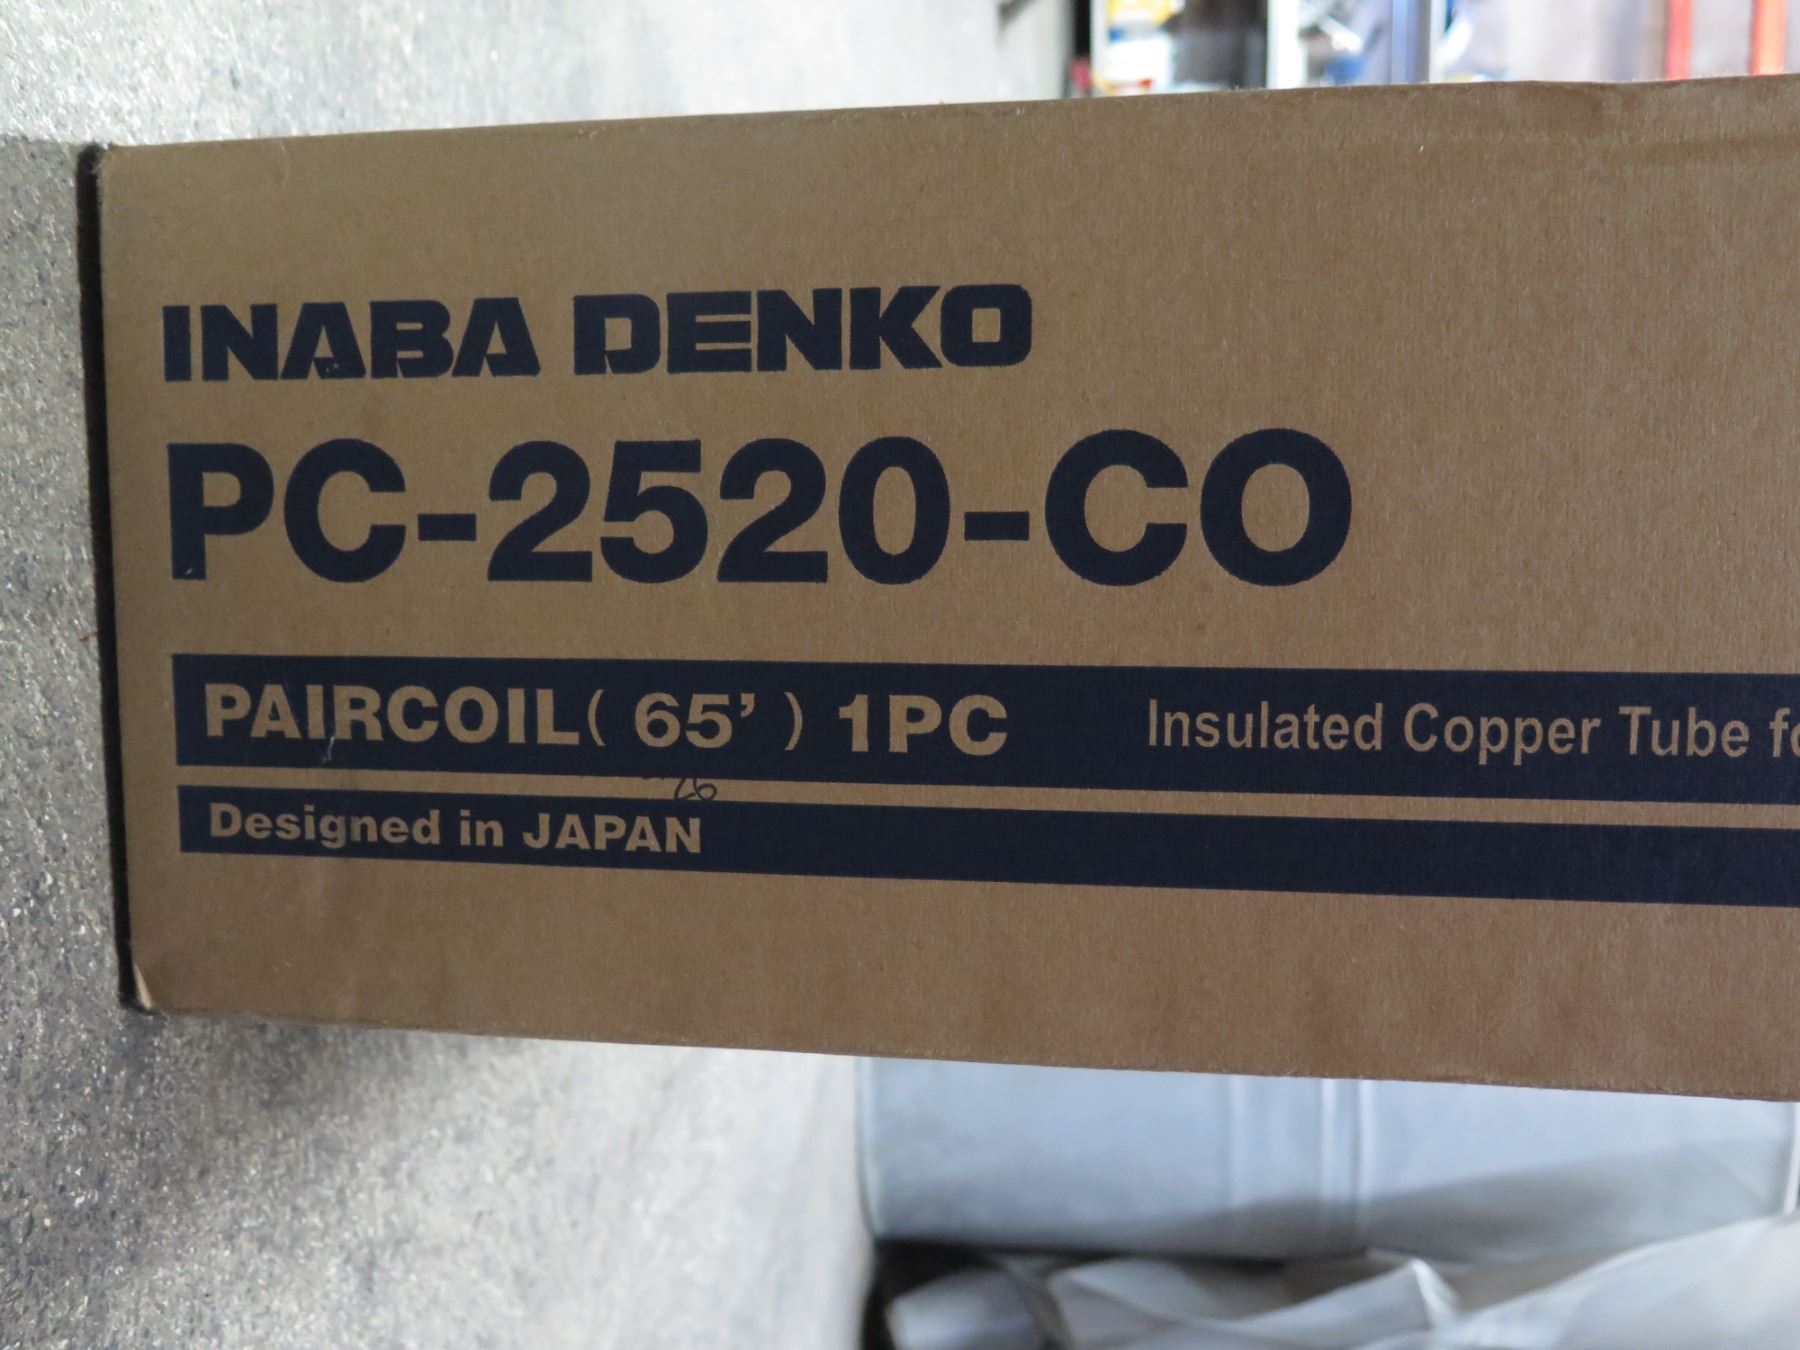 INABA DENKO
PC-2520-CO
PAIRCOIL( 65’ ) 1PC Insulated Copper Tube
Designed in JAPAN